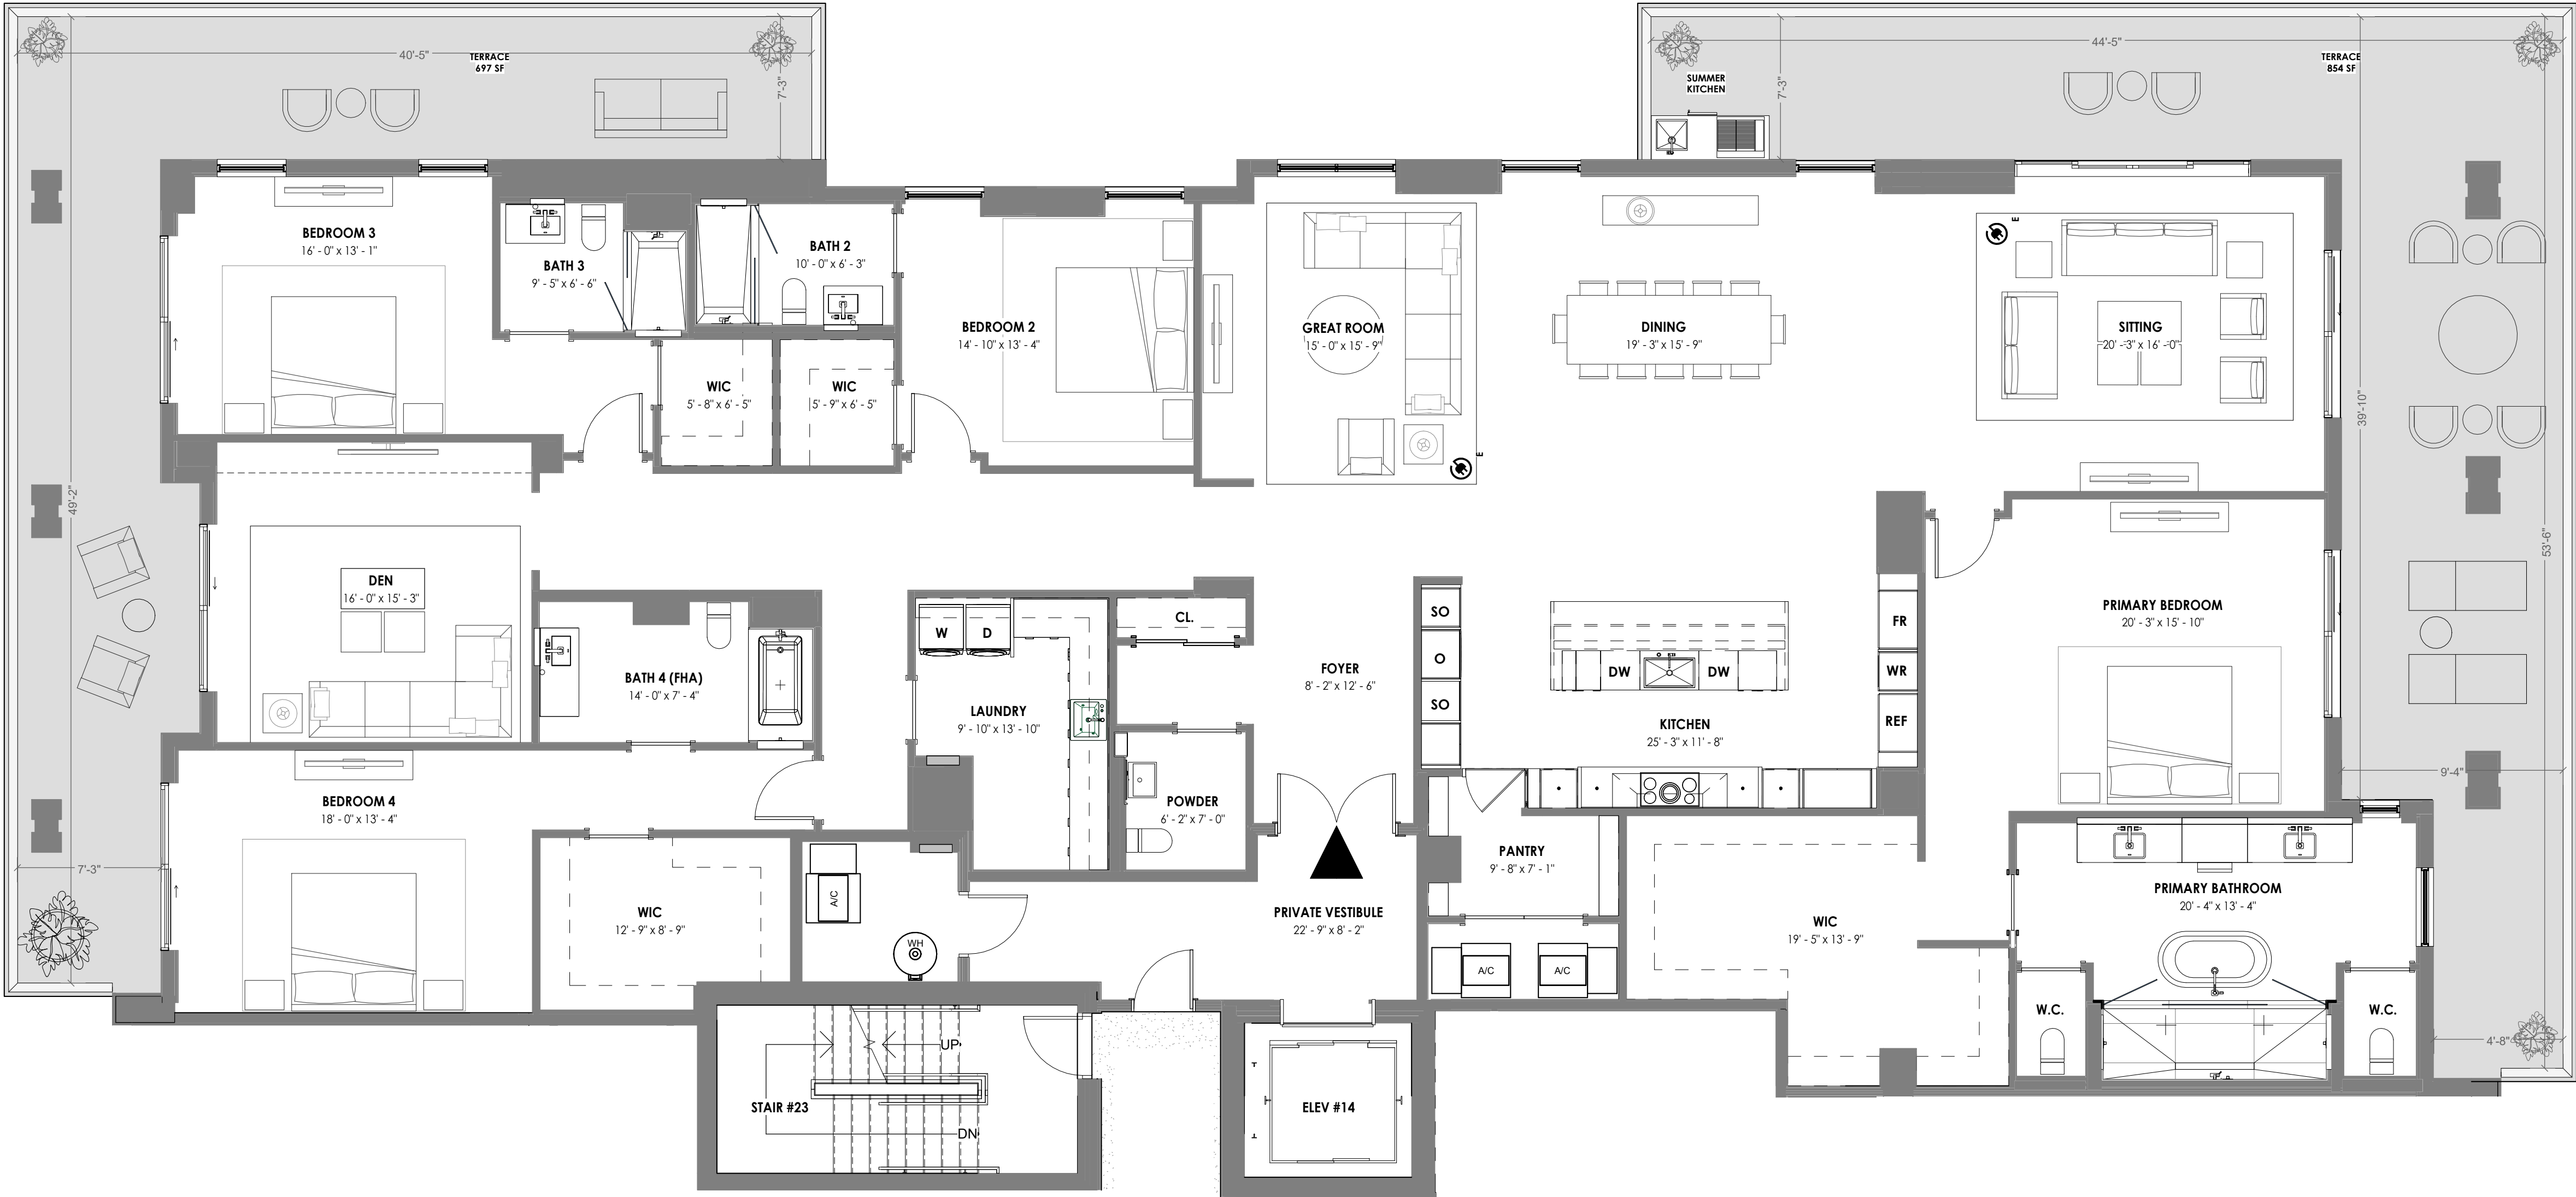 40'-5"
TERRACE
697 SF
7'-3"
44'-5"
TERRACE
854 SF
SUMMER
KITCHEN
7'-3"
BEDROOM 3
16' - 0" x 13' - 1"
BATH 3
9' - 5" x 6' - 6"
BATH 2
10' - 0" x 6' - 3"
BEDROOM 2
14' - 10" x 13' - 4"
GREAT ROOM
15' - 0" x 15' - 9"
DINING
19' - 3" x 15' - 9"
SITTING
20' - 3" x 16' - 0"
E
E
WIC
5' - 8" x 6' - 5"
WIC
5' - 9" x 6' - 5"
39'-10"
49'-2"
53'-6"
DEN
16' - 0" x 15' - 3"
BATH 4 (FHA)
14' - 0" x 7' - 4"
W
D
LAUNDRY
9' - 10" x 13' - 10"
CL.
FOYER
8' - 2" x 12' - 6"
SO
O
SO
DW
DW
KITCHEN
25' - 3" x 11' - 8"
FR
WR
REF
PRIMARY BEDROOM
20' - 3" x 15' - 10"
9'-4"
BEDROOM 4
18' - 0" x 13' - 4"
POWDER
6' - 2" x 7' - 0"
PANTRY
9' - 8" x 7' - 1"
7'-3"
WIC
12' - 9" x 8' - 9"
A/C
WH
PRIVATE VESTIBULE
22' - 9" x 8' - 2"
A/C
A/C
WIC
19' - 5" x 13' - 9"
PRIMARY BATHROOM
20' - 4" x 13' - 4"
W.C.
W.C.
4'-8"
UP
STAIR #23
DN
ELEV #14